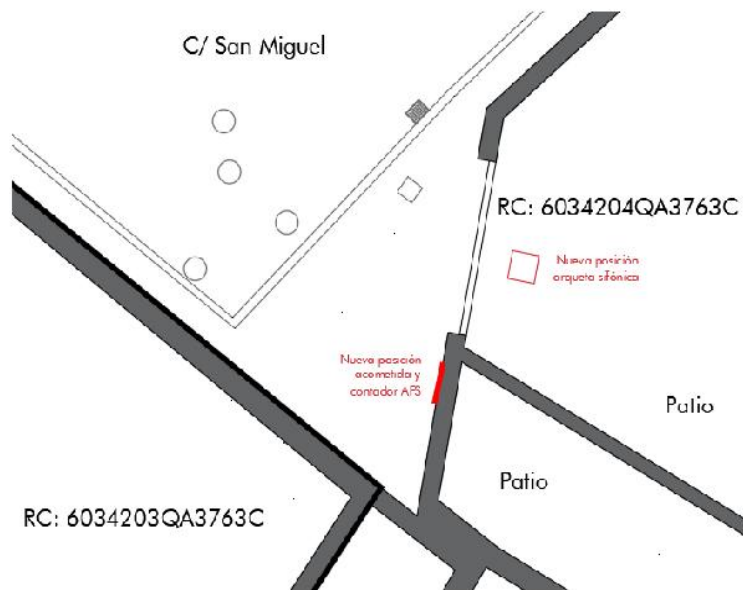 C/ San Miguel
RC: 6034204QA3763C
Nueva posición
arqueta sifónica
Nueva posición
acometida y
contador AFS
Patio
Patio
RC: 6034203QA3763C